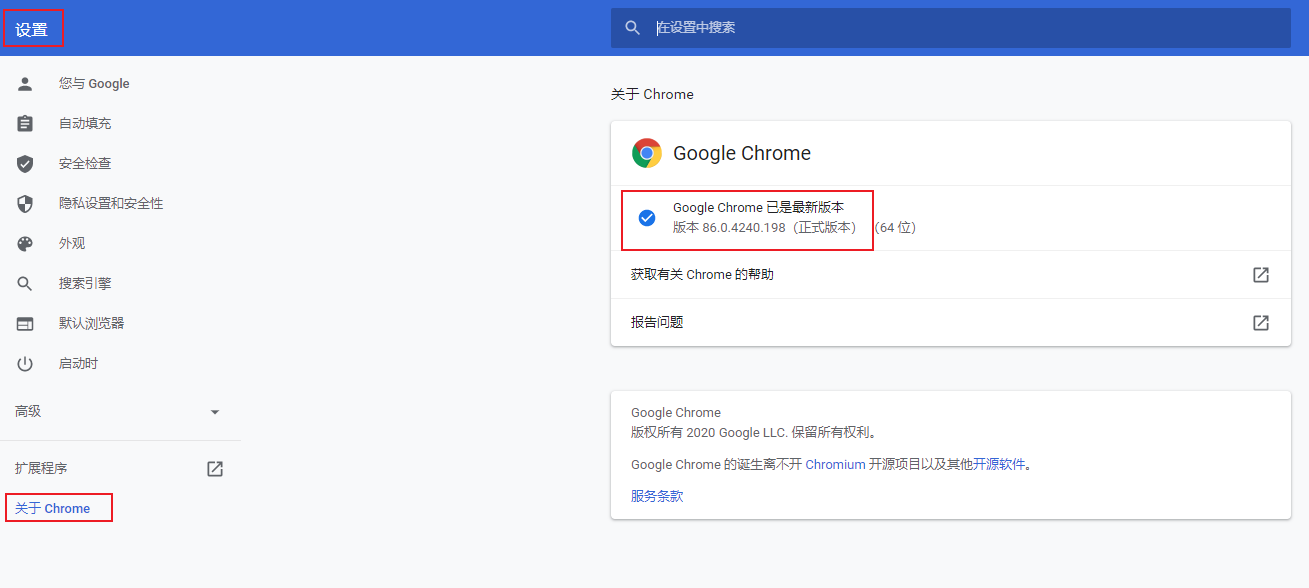 设置
在设置中搜索
您与 Google
自动填充
安全检查
隐私设置和安全性
外观
搜索引擎
默认浏览器
启动时
高级
扩展程序
关于 Chrome
关于 Chrome
Google Chrome
Google Chrome 已是最新版本
版本 86.0.4240.198（正式版本） （64 位）
获取有关 Chrome 的帮助
报告问题
Google Chrome
版权所有 2020 Google LLC. 保留所有权利。
Google Chrome 的诞生离不开 Chromium 开源项目以及其他开源软件。
服务条款